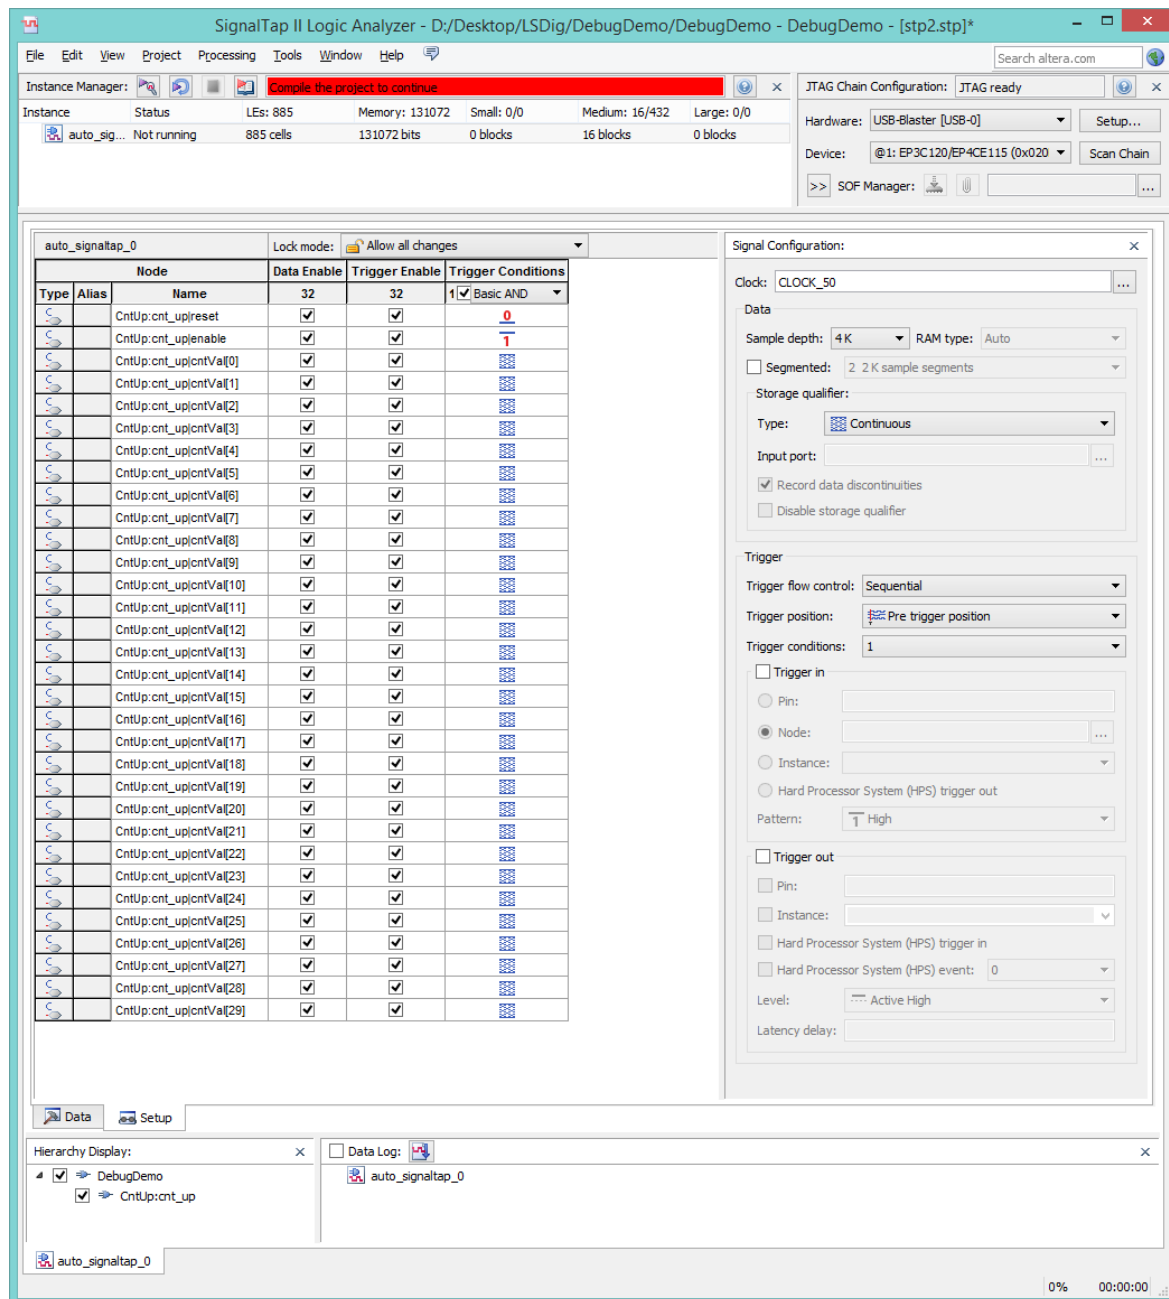 SignalTap II Logic Analyzer - D:/Desktop/LSDig/DebugDemo/DebugDemo - DebugDemo - [stp2.stp]*
File Edit View Project Processing Tools Window Help
Search altera.com
Instance Manager: Compile the project to continue
JTAG Chain Configuration: JTAG ready
Instance Status LEs: 885 Memory: 131072 Small: 0/0 Medium: 16/432 Large: 0/0
auto_sig... Not running 885 cells 131072 bits 0 blocks 16 blocks 0 blocks
Hardware: USB-Blaster [USB-0] Setup...
Device: @1: EP3C120/EP4CE115 (0x020 Scan Chain
>> SOF Manager: ...
auto_signaltap_0 Lock mode: Allow all changes
Node Data Enable Trigger Enable Trigger Conditions
Type Alias Name 32 32 1 Basic AND
CntUp:cnt_up|reset 0
CntUp:cnt_up|enable 1
CntUp:cnt_up|cntVal[0]
CntUp:cnt_up|cntVal[1]
CntUp:cnt_up|cntVal[2]
CntUp:cnt_up|cntVal[3]
CntUp:cnt_up|cntVal[4]
CntUp:cnt_up|cntVal[5]
CntUp:cnt_up|cntVal[6]
CntUp:cnt_up|cntVal[7]
CntUp:cnt_up|cntVal[8]
CntUp:cnt_up|cntVal[9]
CntUp:cnt_up|cntVal[10]
CntUp:cnt_up|cntVal[11]
CntUp:cnt_up|cntVal[12]
CntUp:cnt_up|cntVal[13]
CntUp:cnt_up|cntVal[14]
CntUp:cnt_up|cntVal[15]
CntUp:cnt_up|cntVal[16]
CntUp:cnt_up|cntVal[17]
CntUp:cnt_up|cntVal[18]
CntUp:cnt_up|cntVal[19]
CntUp:cnt_up|cntVal[20]
CntUp:cnt_up|cntVal[21]
CntUp:cnt_up|cntVal[22]
CntUp:cnt_up|cntVal[23]
CntUp:cnt_up|cntVal[24]
CntUp:cnt_up|cntVal[25]
CntUp:cnt_up|cntVal[26]
CntUp:cnt_up|cntVal[27]
CntUp:cnt_up|cntVal[28]
CntUp:cnt_up|cntVal[29]
Signal Configuration:
Clock: CLOCK_50 ...
Data
Sample depth: 4 K RAM type: Auto
Segmented: 2 2 K sample segments
Storage qualifier:
Type: Continuous
Input port: ...
Record data discontinuities
Disable storage qualifier
Trigger
Trigger flow control: Sequential
Trigger position: Pre trigger position
Trigger conditions: 1
Trigger in
Pin:
Node: ...
Instance:
Hard Processor System (HPS) trigger out
Pattern: 1 High
Trigger out
Pin:
Instance:
Hard Processor System (HPS) trigger in
Hard Processor System (HPS) event: 0
Level: Active High
Latency delay:
Data Setup
Hierarchy Display:
DebugDemo
CntUp:cnt_up
Data Log:
auto_signaltap_0
auto_signaltap_0
0% 00:00:00